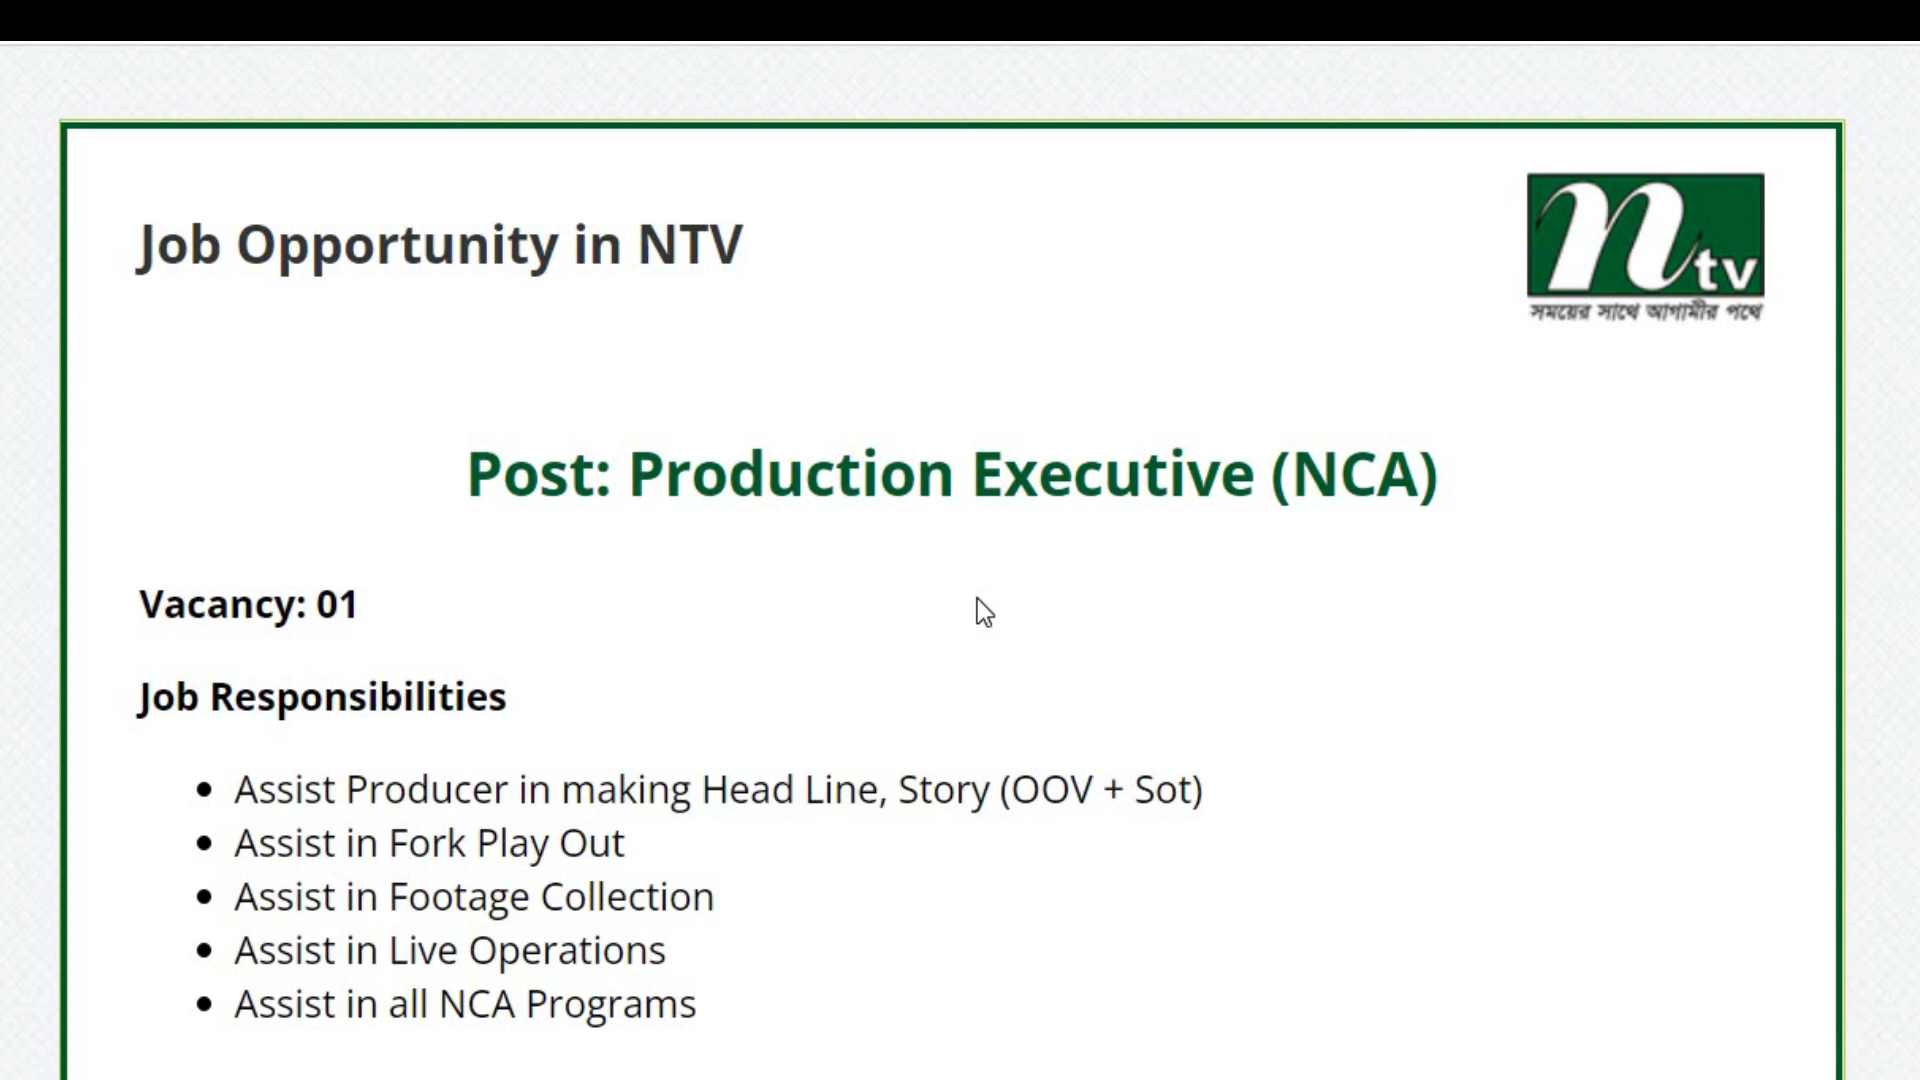 Job Opportunity in NTV
ntv
সময়ের সাথে আগামীর পথে
Post: Production Executive (NCA)
Vacancy: 01
Job Responsibilities
• Assist Producer in making Head Line, Story (OOV + Sot)
• Assist in Fork Play Out
• Assist in Footage Collection
• Assist in Live Operations
• Assist in all NCA Programs